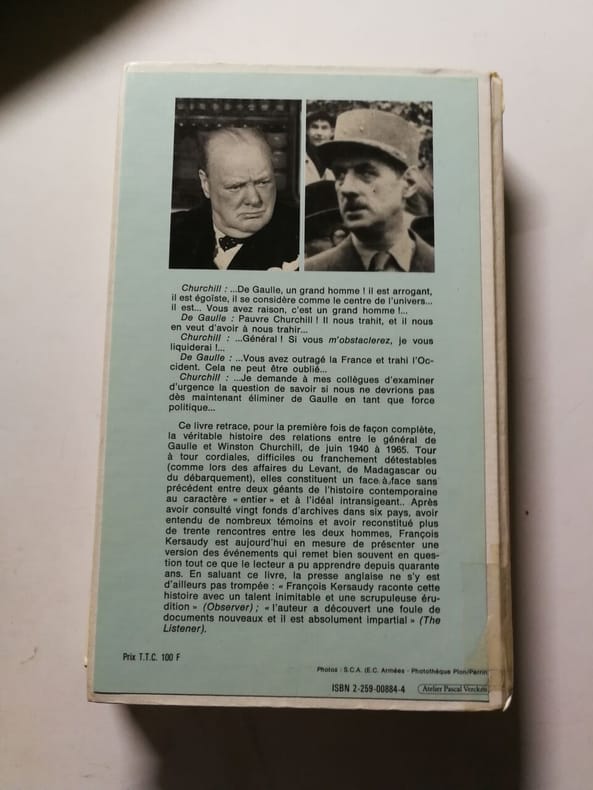 Churchill : ...De Gaulle, un grand homme ! il est arrogant,
il est égoïste, il se considère comme le centre de l'univers...
il est... Vous avez raison, c'est un grand homme !...
De Gaulle : Pauvre Churchill ! Il nous trahit, et il nous
en veut d'avoir à nous trahir...
Churchill : ...Général ! Si vous m'obstaclerez, je vous
liquiderai !...
De Gaulle : ...Vous avez outragé la France et trahi l'Oc-
cident. Cela ne peut être oublié...
Churchill : ...Je demande à mes collègues d'examiner
d'urgence la question de savoir si nous ne devrions pas
dès maintenant éliminer de Gaulle en tant que force
politique...
Ce livre retrace, pour la première fois de façon complète,
la véritable histoire des relations entre le général de
Gaulle et Winston Churchill, de juin 1940 à 1965. Tour
à tour cordiales, difficiles ou franchement détestables
(comme lors des affaires du Levant, de Madagascar ou
du débarquement), elles constituent un face à face sans
précédent entre deux géants de l'histoire contemporaine
au caractère « entier » et à l'idéal intransigeant.. Après
avoir consulté vingt fonds d'archives dans six pays, avoir
entendu de nombreux témoins et avoir reconstitué plus
de trente rencontres entre les deux hommes, François
Kersaudy est aujourd'hui en mesure de présenter une
version des événements qui remet bien souvent en ques-
tion tout ce que le lecteur a pu apprendre depuis quarante
ans. En saluant ce livre, la presse anglaise ne s'y est
d'ailleurs pas trompée : « François Kersaudy raconte cette
histoire avec un talent inimitable et une scrupuleuse éru-
dition » (Observer) ; « l'auteur a découvert une foule de
documents nouveaux et il est absolument impartial » (The
Listener).
Prix T.T.C. 100 F
Photos : S.C.A. (E.C. Armées - Photothèque Plon/Perrin
ISBN 2-259-00884-4
Atelier Pascal Vercken